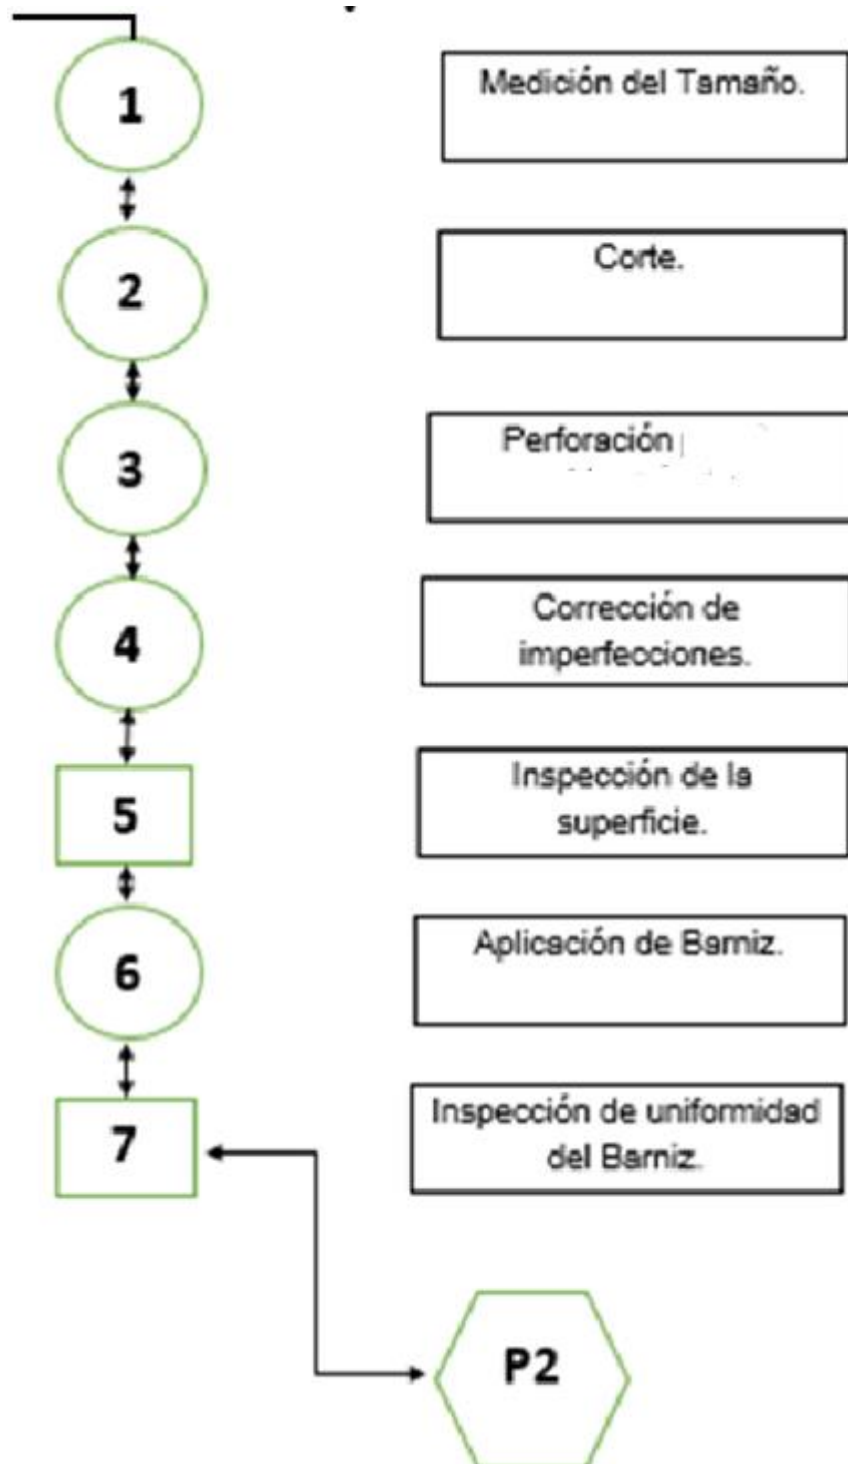 1
Medición del Tamaño.
2
Corte.
3
Perforación
4
Corrección de
imperfecciones.
5
Inspección de la
superficie.
6
Aplicación de Barniz.
7
Inspección de uniformidad
del Barniz.
P2